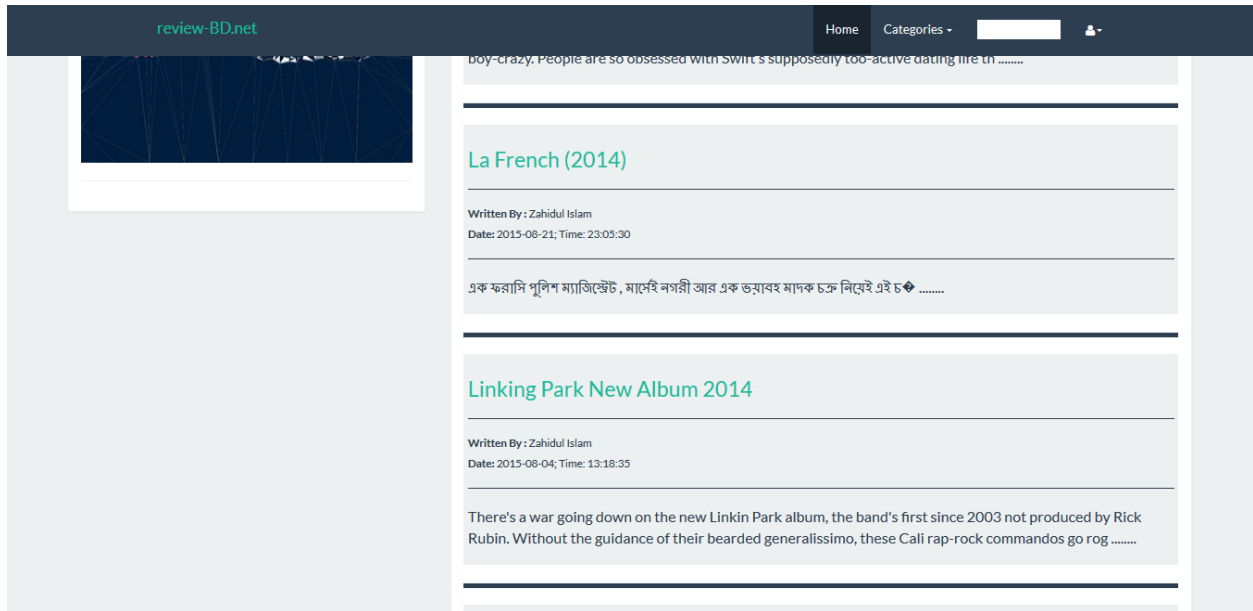 review-BD.net
Home
Categories
boy-crazy. People are so obsessed with Swift's supposedly too-active dating life th ........
La French (2014)
Written By : Zahidul Islam
Date: 2015-08-21; Time: 23:05:30
এক ফরাসি পুলিশ ম্যাজিস্ট্রেট , মার্সেই নগরী আর এক ভয়াবহ মাদক চক্র নিয়েই এই চ� ........
Linking Park New Album 2014
Written By : Zahidul Islam
Date: 2015-08-04; Time: 13:18:35
There's a war going down on the new Linkin Park album, the band's first since 2003 not produced by Rick
Rubin. Without the guidance of their bearded generalissimo, these Cali rap-rock commandos go rog ........